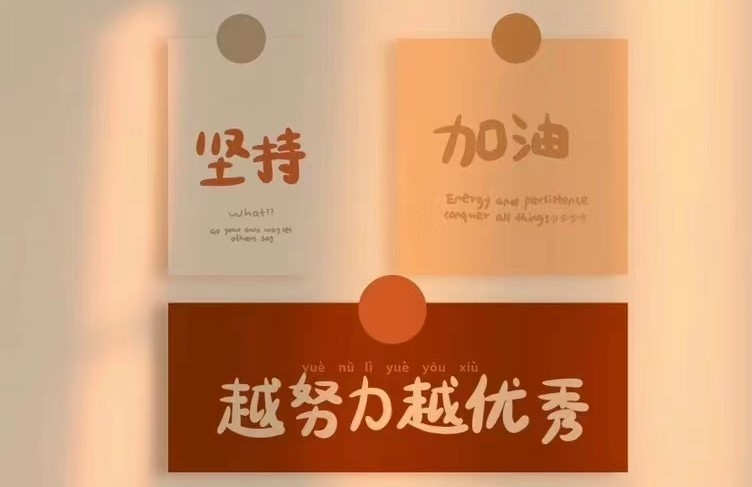 坚持
what??
Go your own way let
others say
加油
Energy and persistence
conquer all things
yuè nǔ lì yuè yōu xiù
越努力越优秀